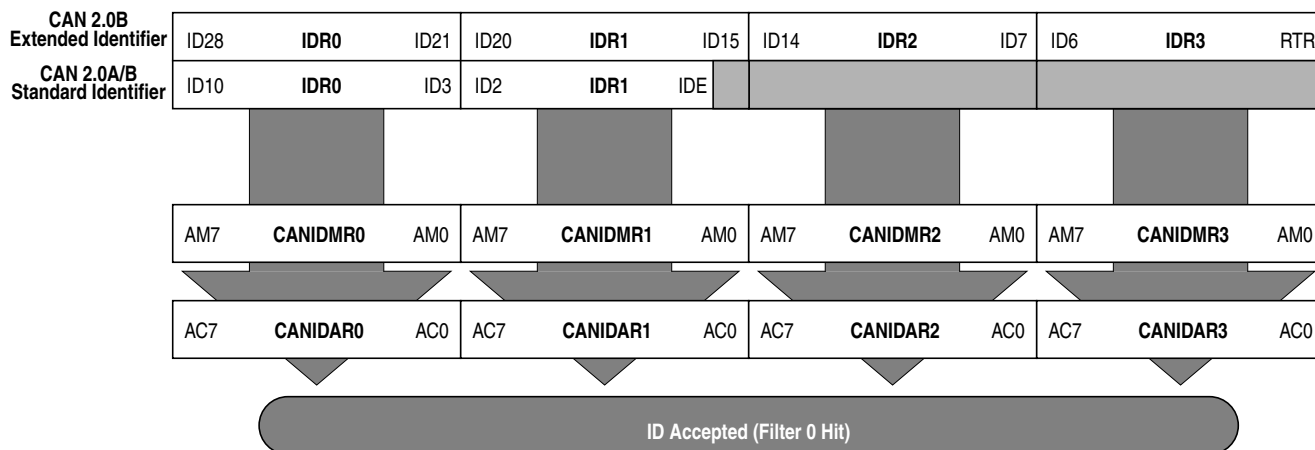 CAN 2.0B
Extended Identifier
ID28 IDR0 ID21 ID20 IDR1 ID15 ID14 IDR2 ID7 ID6 IDR3 RTR
CAN 2.0A/B
Standard Identifier
ID10 IDR0 ID3 ID2 IDR1 IDE
AM7 CANIDMR0 AM0 AM7 CANIDMR1 AM0 AM7 CANIDMR2 AM0 AM7 CANIDMR3 AM0
AC7 CANIDAR0 AC0 AC7 CANIDAR1 AC0 AC7 CANIDAR2 AC0 AC7 CANIDAR3 AC0
ID Accepted (Filter 0 Hit)